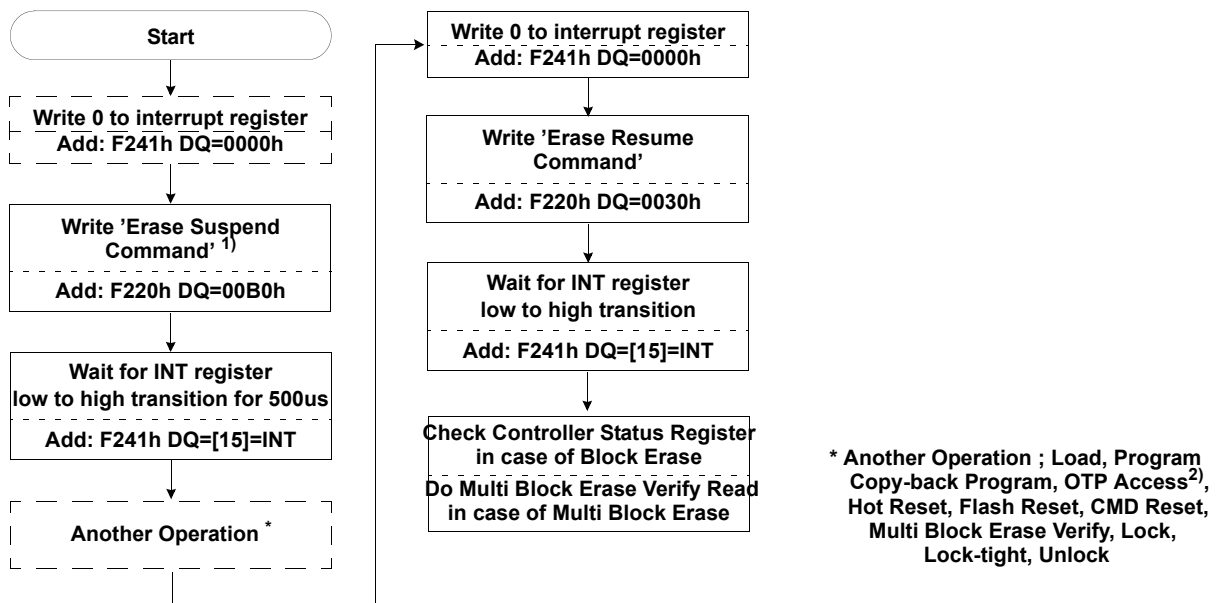 Start
Write 0 to interrupt register
Add: F241h DQ=0000h
Write ’Erase Suspend
Command’ 1)
Add: F220h DQ=00B0h
Wait for INT register
low to high transition for 500us
Add: F241h DQ=[15]=INT
Another Operation *
Write 0 to interrupt register
Add: F241h DQ=0000h
Write ’Erase Resume
Command’
Add: F220h DQ=0030h
Wait for INT register
low to high transition
Add: F241h DQ=[15]=INT
Check Controller Status Register
in case of Block Erase
Do Multi Block Erase Verify Read
in case of Multi Block Erase
* Another Operation ; Load, Program
Copy-back Program, OTP Access2),
Hot Reset, Flash Reset, CMD Reset,
Multi Block Erase Verify, Lock,
Lock-tight, Unlock